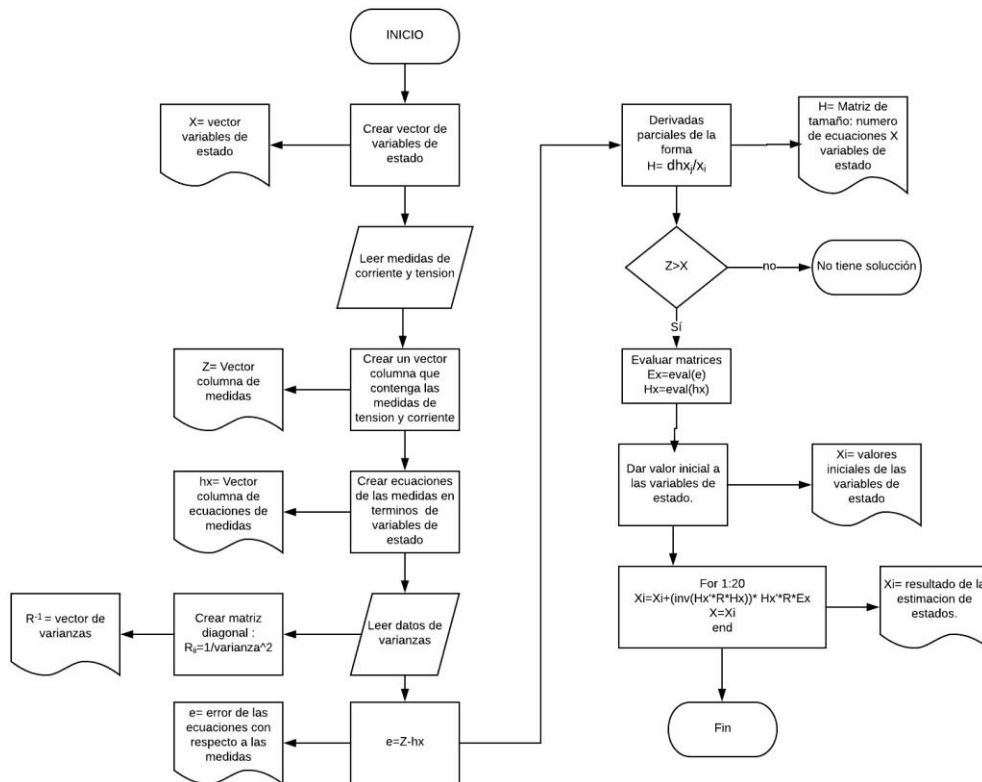 INICIO
X= vector
variables de
estado
Crear vector de
variables de
estado
Leer medidas de
corriente y tension
Z= Vector
columna de
medidas
Crear un vector
columna que
contenga las
medidas de
tension y corriente
hx= Vector
columna de
ecuaciones de
medidas
Crear ecuaciones
de las medidas en
terminos de
variables de
estado
R⁻¹ = vector de
varianzas
Crear matriz
diagonal :
Rᵢᵢ=1/varianza^2
Leer datos de
varianzas
e= error de las
ecuaciones con
respecto a las
medidas
e=Z-hx
Derivadas
parciales de la
forma
H= dhxⱼ/xᵢ
H= Matriz de
tamaño: numero
de ecuaciones X
variables de
estado
Z>X
no
No tiene solucción
Sí
Evaluar matrices
Ex=eval(e)
Hx=eval(hx)
Dar valor inicial a
las variables de
estado.
Xi= valores
iniciales de las
variables de
estado
For 1:20
Xi=Xi+(inv(Hx'*R*Hx))* Hx'*R*Ex
X=Xi
end
Xi= resultado de la
estimacion de
estados.
Fin